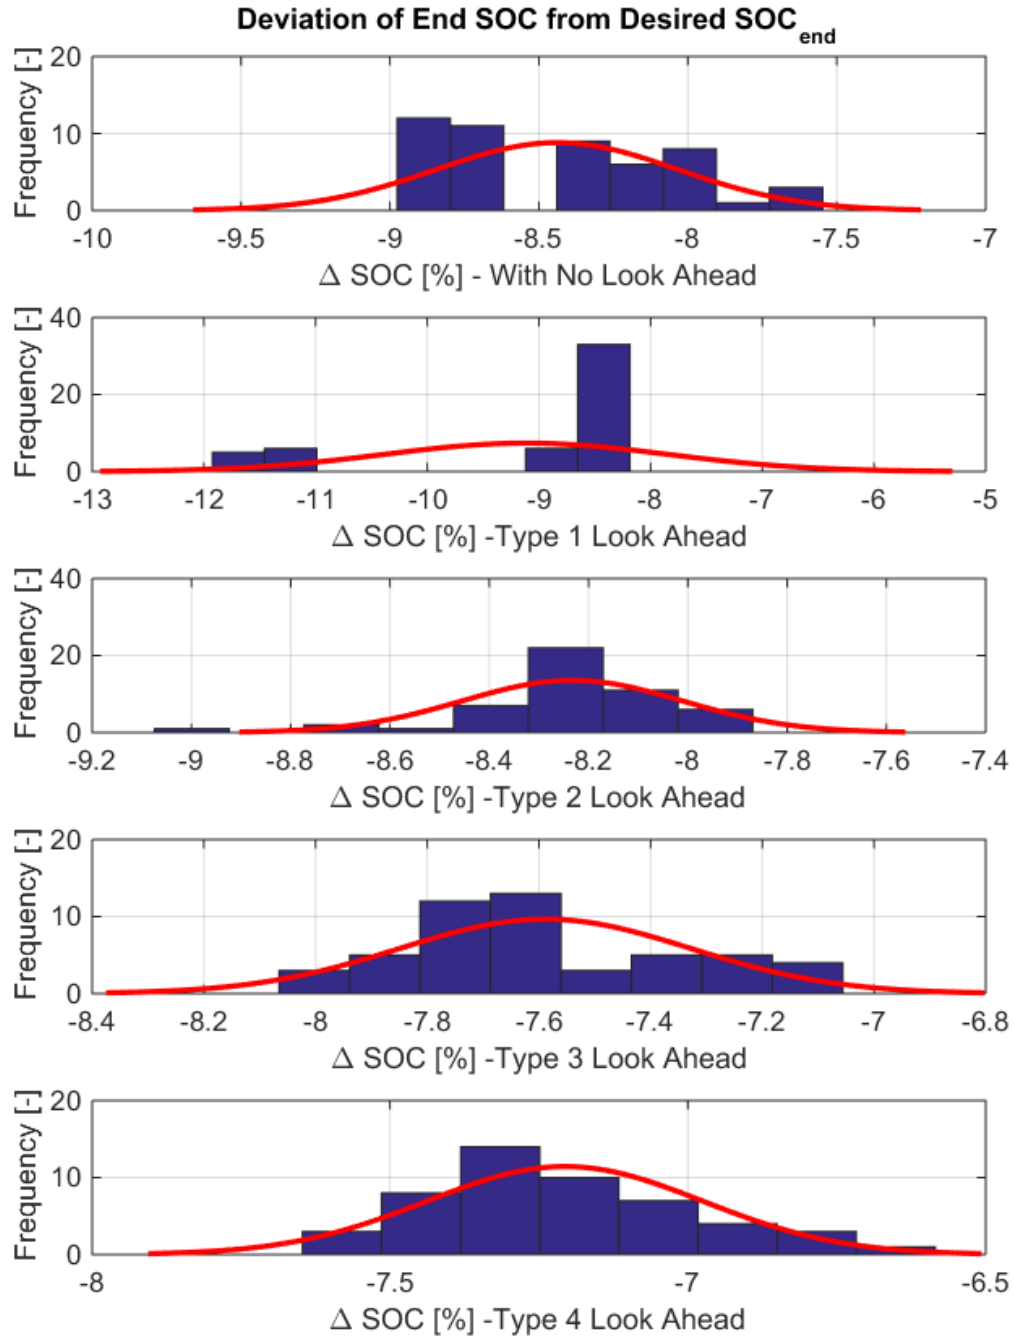 Deviation of End SOC from Desired SOC_end
Frequency [-]
20
10
0
-10 -9.5 -9 -8.5 -8 -7.5 -7
Δ SOC [%] - With No Look Ahead
Frequency [-]
40
20
0
-13 -12 -11 -10 -9 -8 -7 -6 -5
Δ SOC [%] -Type 1 Look Ahead
Frequency [-]
40
20
0
-9.2 -9 -8.8 -8.6 -8.4 -8.2 -8 -7.8 -7.6 -7.4
Δ SOC [%] -Type 2 Look Ahead
Frequency [-]
20
10
0
-8.4 -8.2 -8 -7.8 -7.6 -7.4 -7.2 -7 -6.8
Δ SOC [%] -Type 3 Look Ahead
Frequency [-]
20
10
0
-8 -7.5 -7 -6.5
Δ SOC [%] -Type 4 Look Ahead